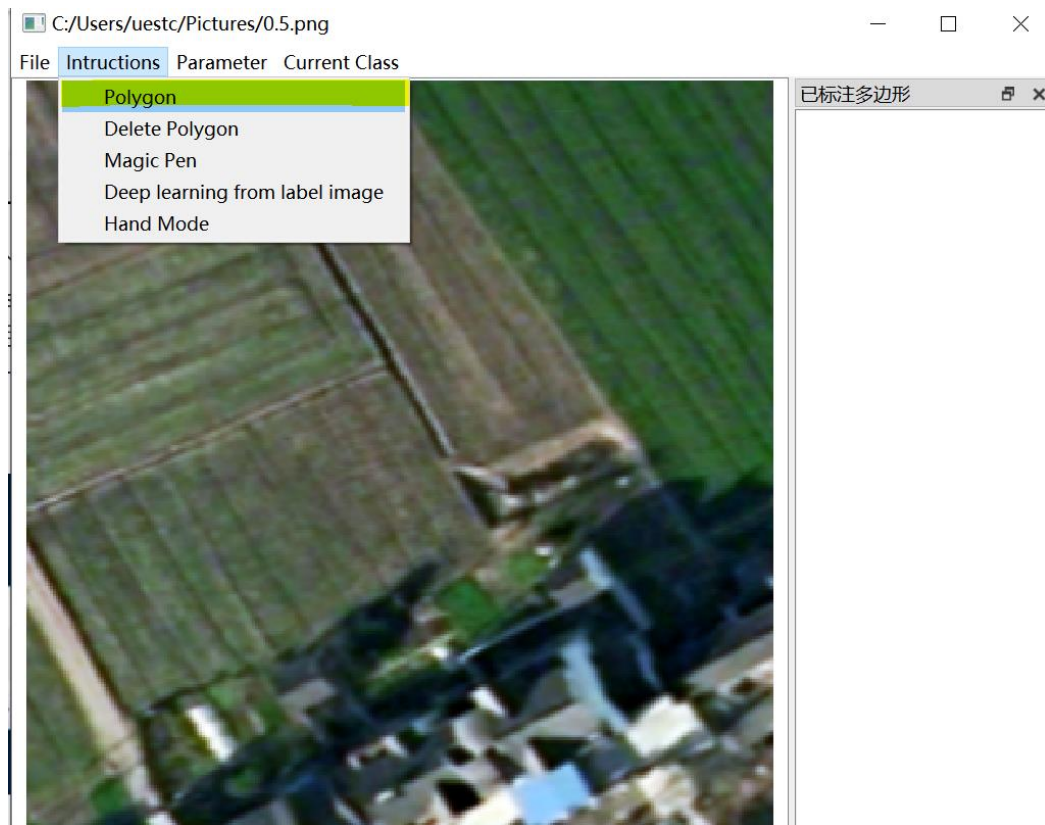 C:/Users/uestc/Pictures/0.5.png
File Intructions Parameter Current Class
Polygon
Delete Polygon
Magic Pen
Deep learning from label image
Hand Mode
已标注多边形